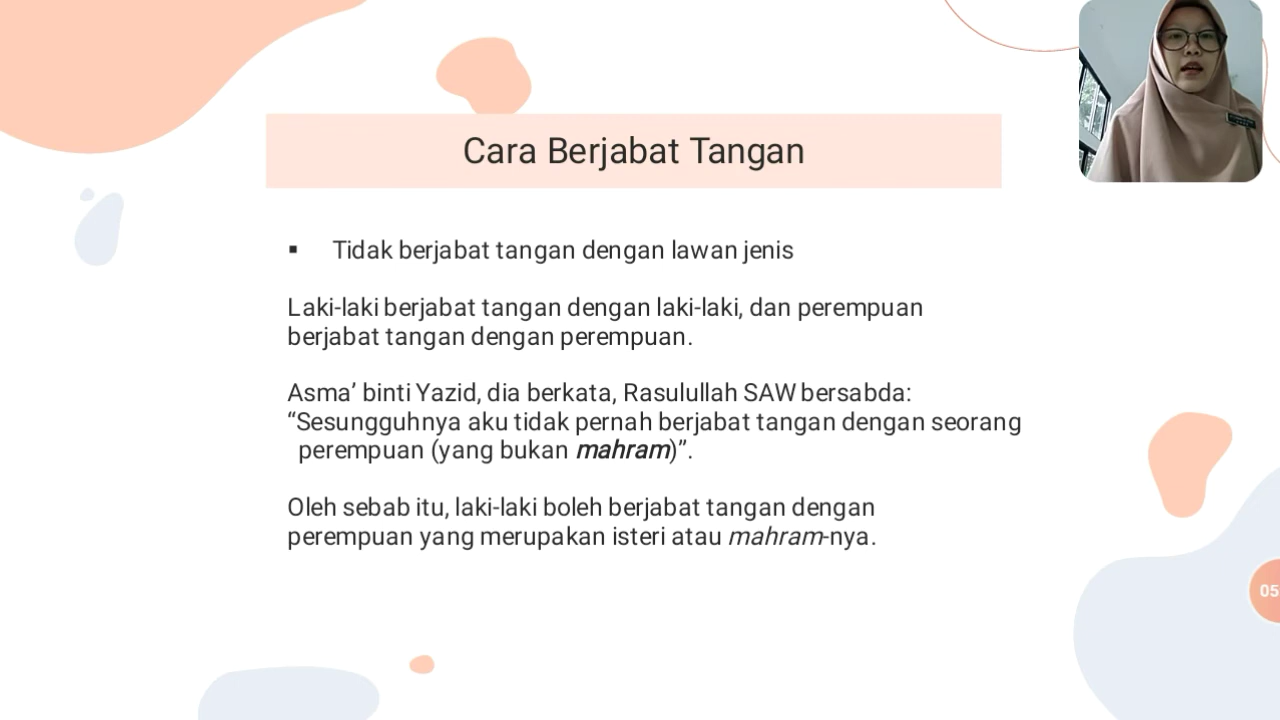 Cara Berjabat Tangan
▪ Tidak berjabat tangan dengan lawan jenis
Laki-laki berjabat tangan dengan laki-laki, dan perempuan
berjabat tangan dengan perempuan.
Asma’ binti Yazid, dia berkata, Rasulullah SAW bersabda:
“Sesungguhnya aku tidak pernah berjabat tangan dengan seorang
perempuan (yang bukan mahram)”.
Oleh sebab itu, laki-laki boleh berjabat tangan dengan
perempuan yang merupakan isteri atau mahram-nya.
05